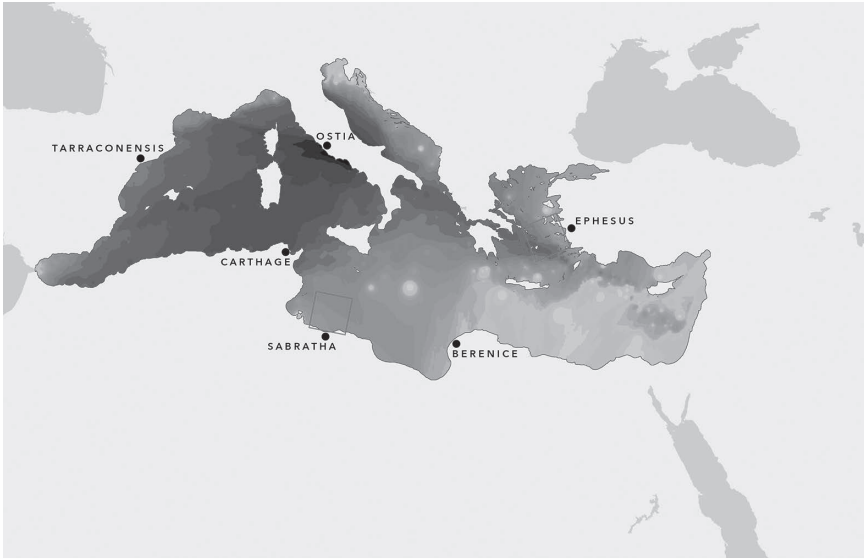 OSTIA
TARRACONENSIS
EPHESUS
CARTHAGE
SABRATHA
BERENICE